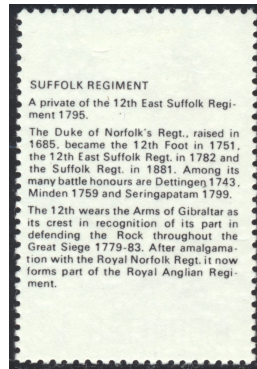 SUFFOLK REGIMENT
A private of the 12th East Suffolk Regi-
ment 1795.
The Duke of Norfolk's Regt., raised in
1685, became the 12th Foot in 1751,
the 12th East Suffolk Regt. in 1782 and
the Suffolk Regt. in 1881. Among its
many battle honours are Dettingen 1743,
Minden 1759 and Seringapatam 1799.
The 12th wears the Arms of Gibraltar as
its crest in recognition of its part in
defending the Rock throughout the
Great Siege 1779-83. After amalgama-
tion with the Royal Norfolk Regt. it now
forms part of the Royal Anglian Regi-
ment.